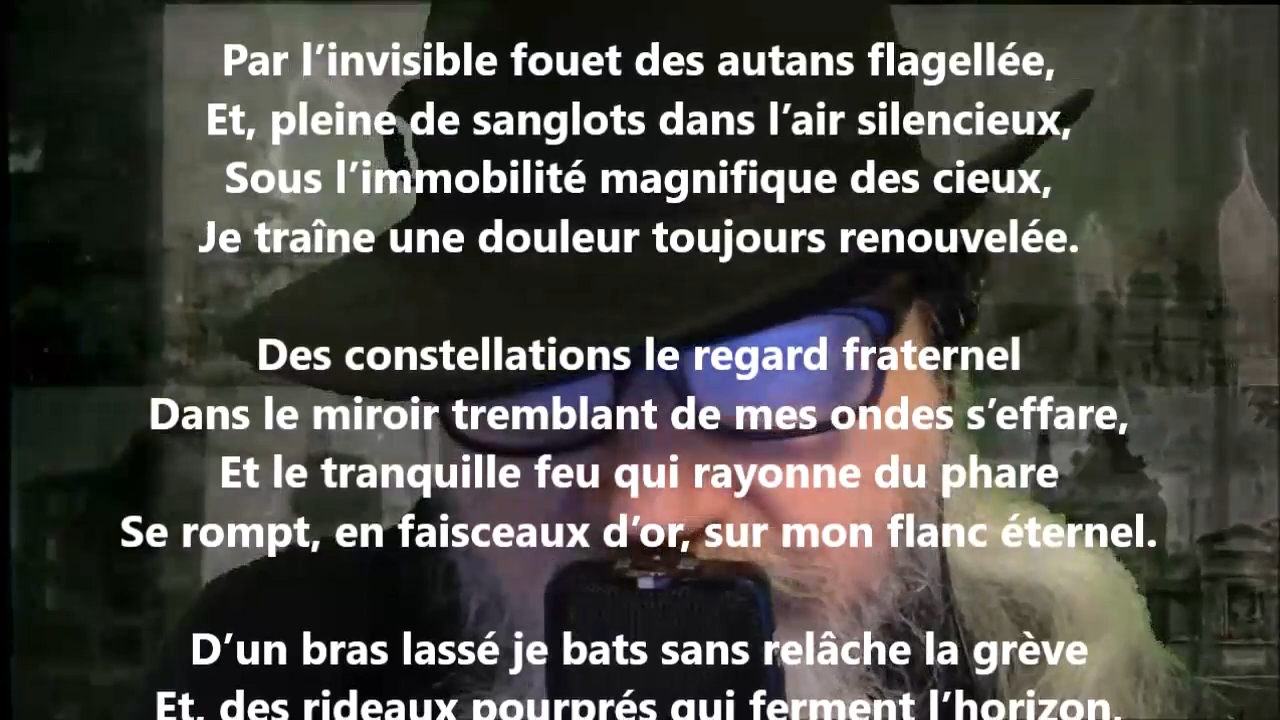 Par l’invisible fouet des autans flagellée,
Et, pleine de sanglots dans l’air silencieux,
Sous l’immobilité magnifique des cieux,
Je traîne une douleur toujours renouvelée.
Des constellations le regard fraternel
Dans le miroir tremblant de mes ondes s’effare,
Et le tranquille feu qui rayonne du phare
Se rompt, en faisceaux d’or, sur mon flanc éternel.
D’un bras lassé je bats sans relâche la grève
Et, des rideaux pourprés qui ferment l’horizon,